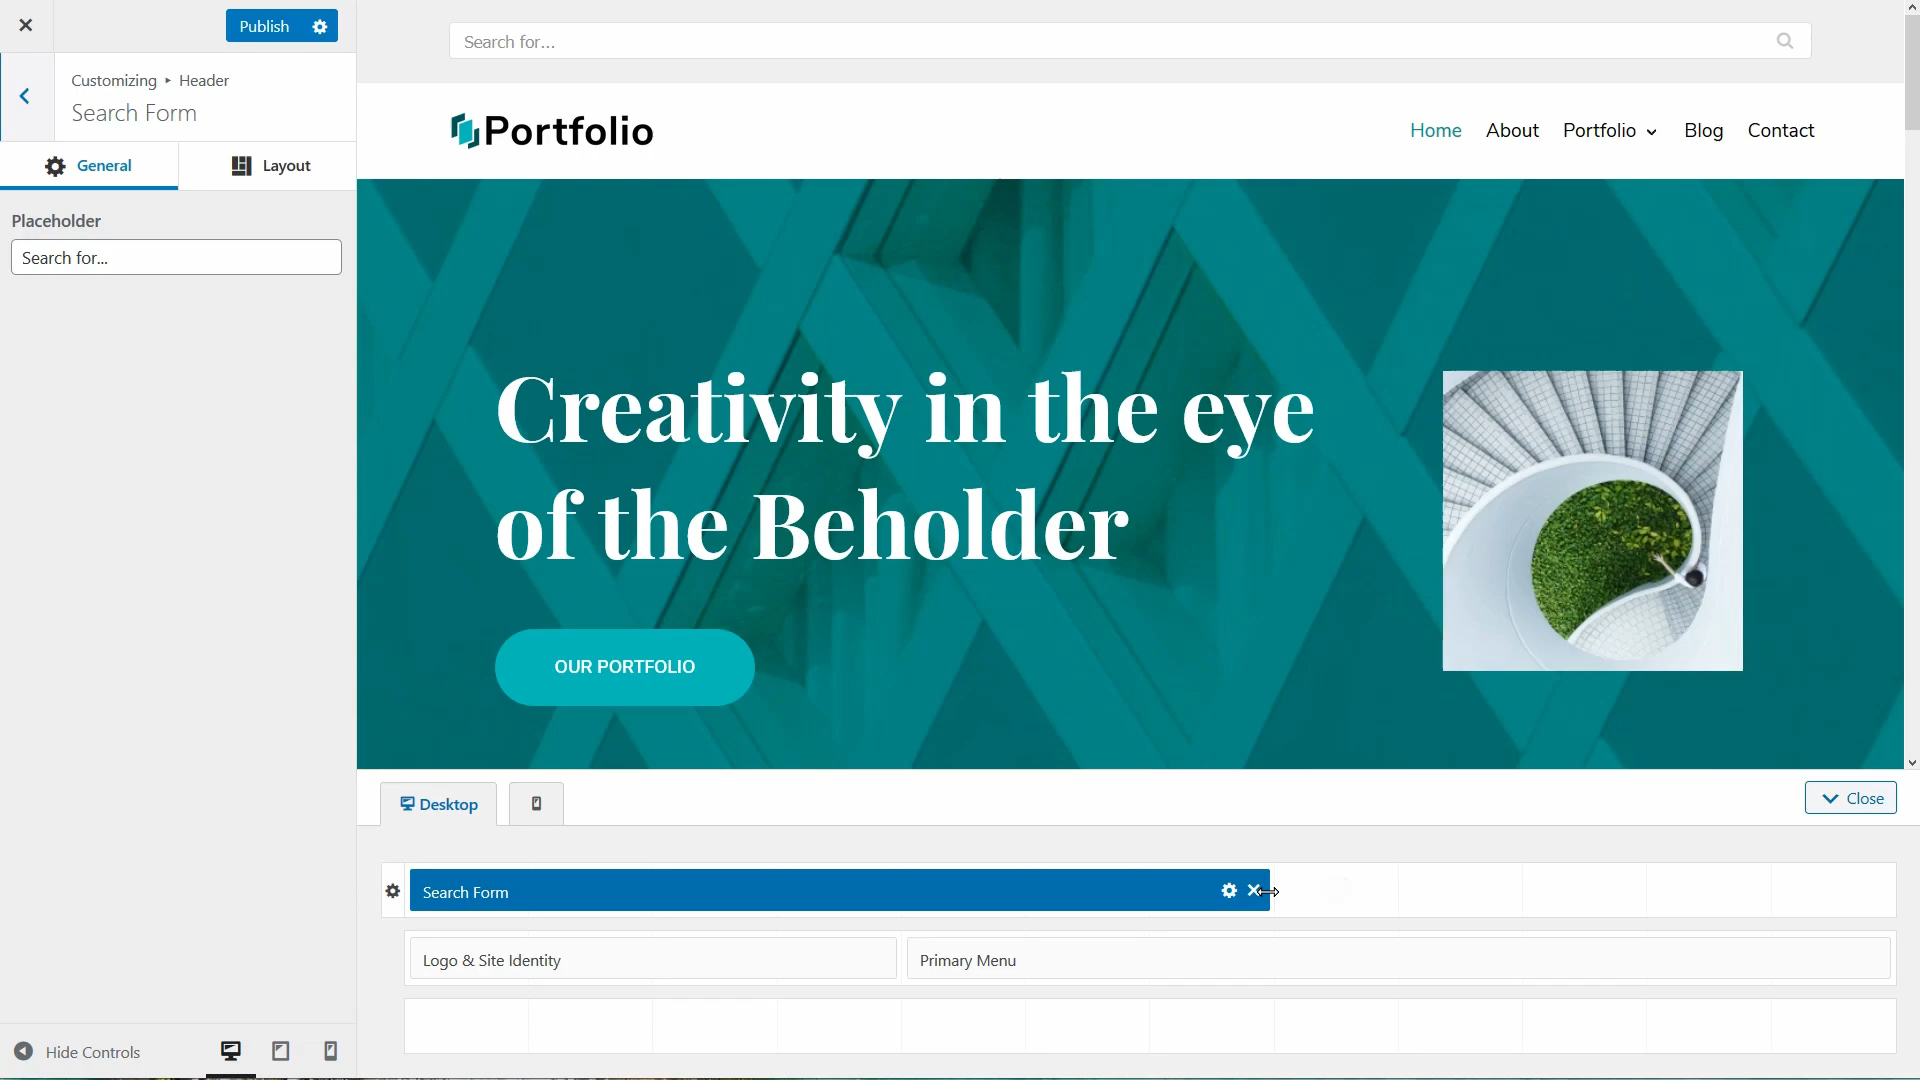 Publish
Customizing ▸ Header
Search Form
General
Layout
Placeholder
Search for...
Hide Controls
Search for...
Portfolio
Home About Portfolio Blog Contact
Creativity in the eye
of the Beholder
OUR PORTFOLIO
Desktop
Close
Search Form
Logo & Site Identity
Primary Menu